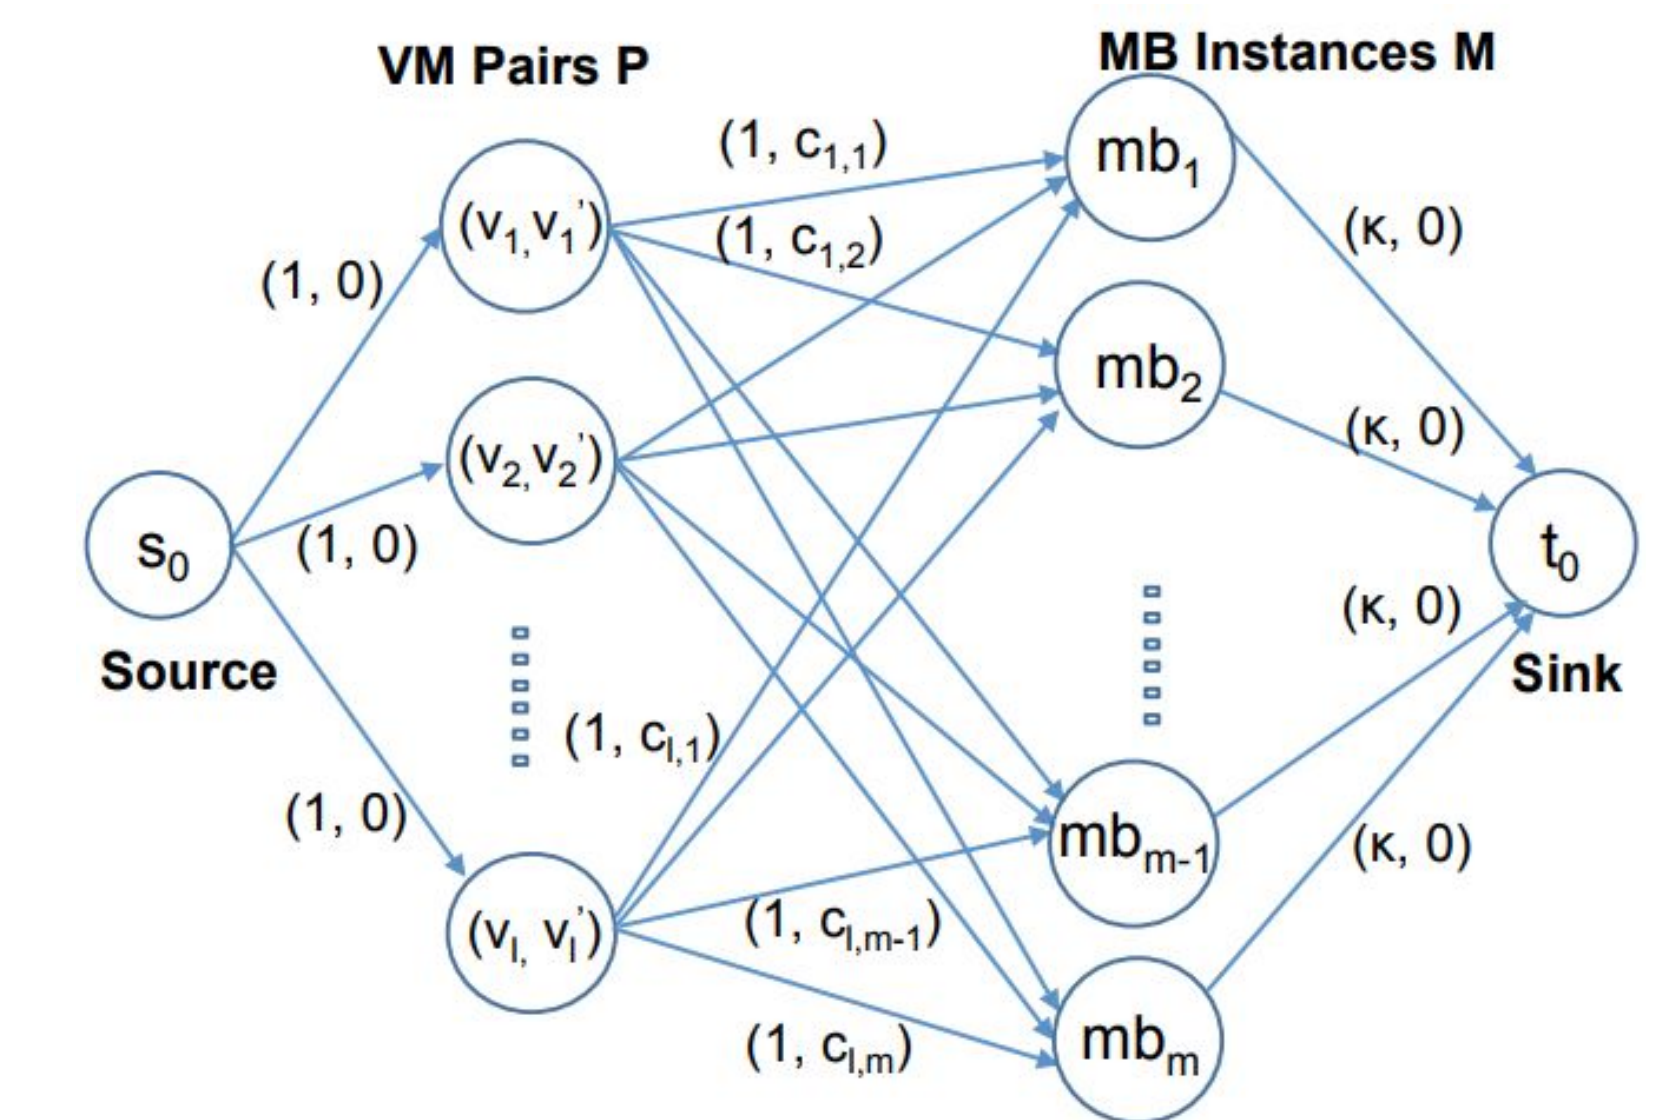 VM Pairs P
MB Instances M
(1, c₁,₁)
mb₁
(v₁, v₁')
(κ, 0)
(1, c₁,₂)
(1, 0)
mb₂
(κ, 0)
(v₂, v₂')
s₀
(1, 0)
t₀
(κ, 0)
Source
Sink
(1, cₗ,₁)
(1, 0)
mbₘ₋₁
(κ, 0)
(vₗ, vₗ')
(1, cₗ,ₘ₋₁)
(1, cₗ,ₘ)
mbₘ